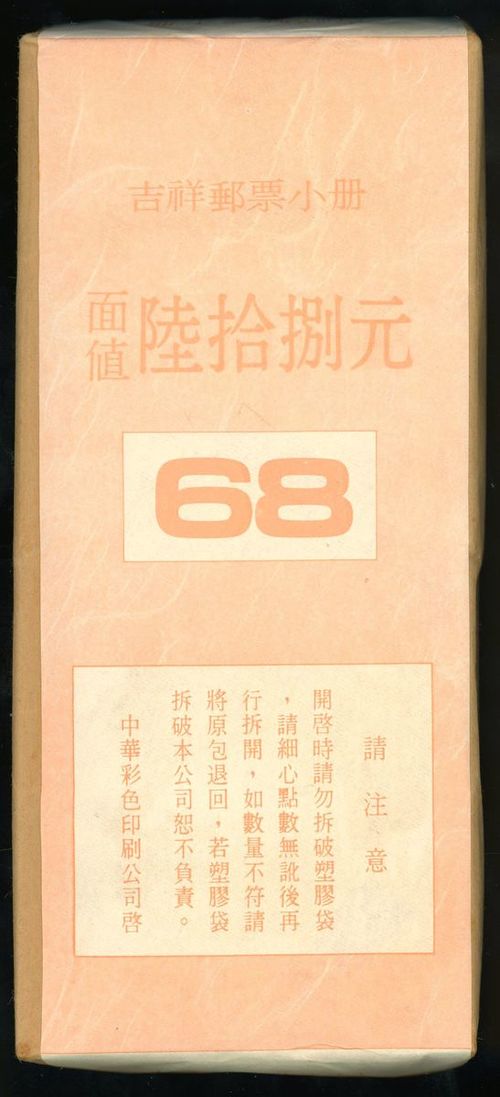 吉祥郵票小册
面值陸拾捌元
68
請注意
開啓時請勿拆破塑膠袋
，請細心點數無訛後再
行拆開，如數量不符請
將原包退回，若塑膠袋
拆破本公司恕不負責。
中華彩色印刷公司啓